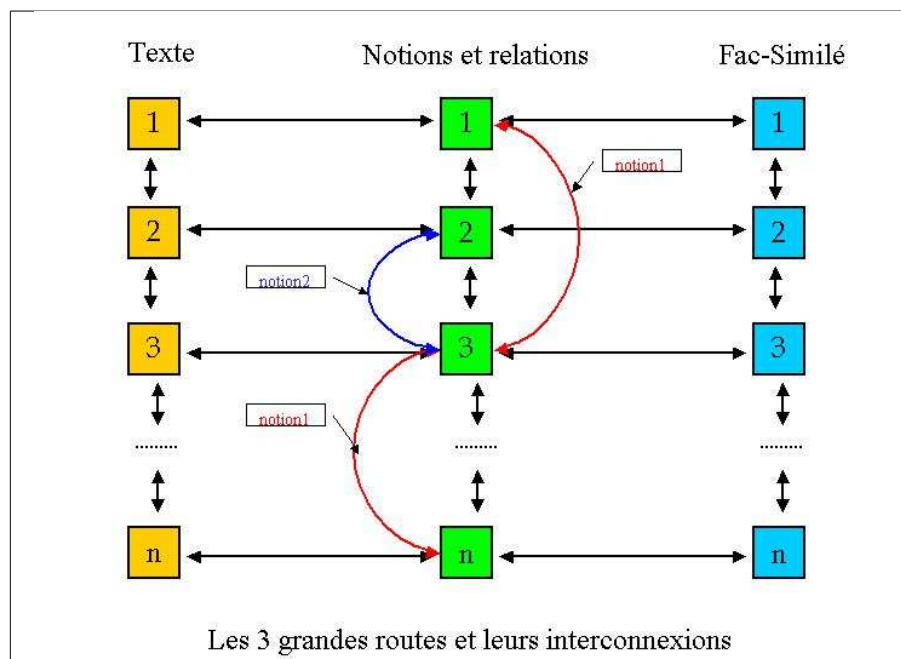 Texte Notions et relations Fac-Similé
1 1 1
notion1
2 2 2
notion2
3 3 3
notion1
......... ......... .........
n n n
Les 3 grandes routes et leurs interconnexions